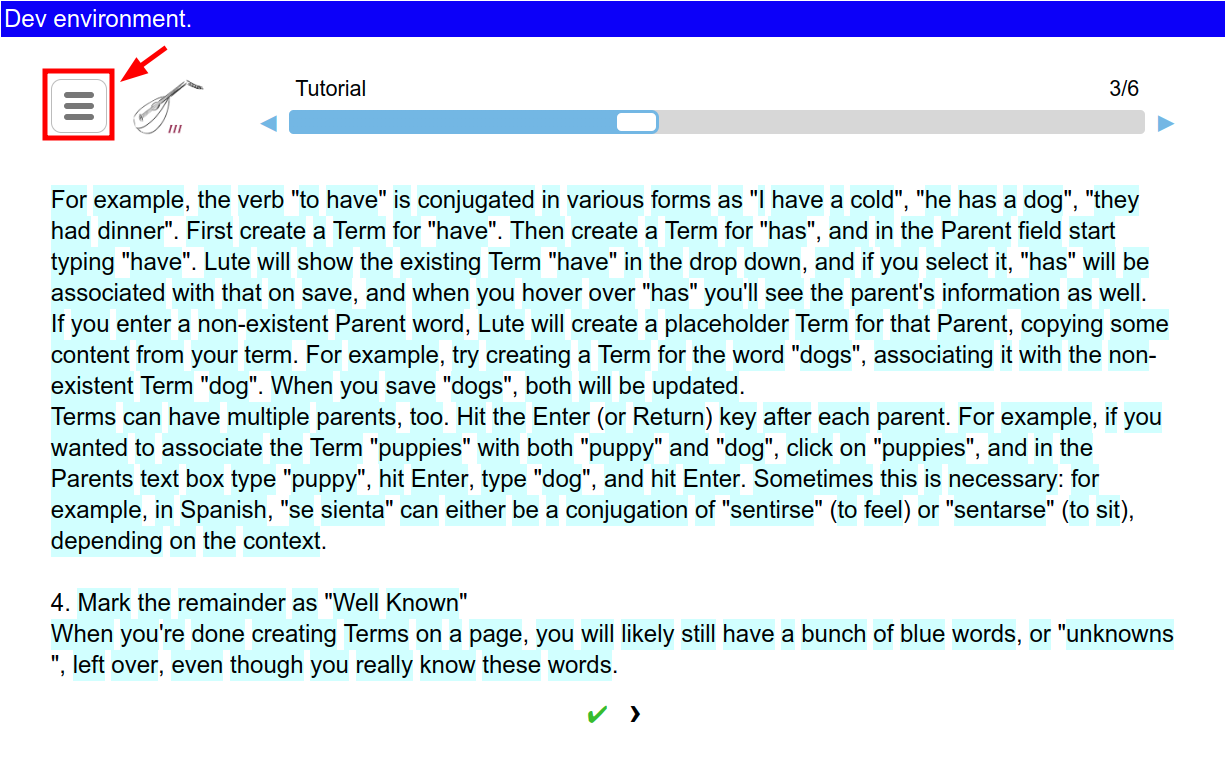 Dev environment.
Tutorial
3/6
For example, the verb "to have" is conjugated in various forms as "I have a cold", "he has a dog", "they
had dinner". First create a Term for "have". Then create a Term for "has", and in the Parent field start
typing "have". Lute will show the existing Term "have" in the drop down, and if you select it, "has" will be
associated with that on save, and when you hover over "has" you'll see the parent's information as well.
If you enter a non-existent Parent word, Lute will create a placeholder Term for that Parent, copying some
content from your term. For example, try creating a Term for the word "dogs", associating it with the non-
existent Term "dog". When you save "dogs", both will be updated.
Terms can have multiple parents, too. Hit the Enter (or Return) key after each parent. For example, if you
wanted to associate the Term "puppies" with both "puppy" and "dog", click on "puppies", and in the
Parents text box type "puppy", hit Enter, type "dog", and hit Enter. Sometimes this is necessary: for
example, in Spanish, "se sienta" can either be a conjugation of "sentirse" (to feel) or "sentarse" (to sit),
depending on the context.
4. Mark the remainder as "Well Known"
When you're done creating Terms on a page, you will likely still have a bunch of blue words, or "unknowns
", left over, even though you really know these words.